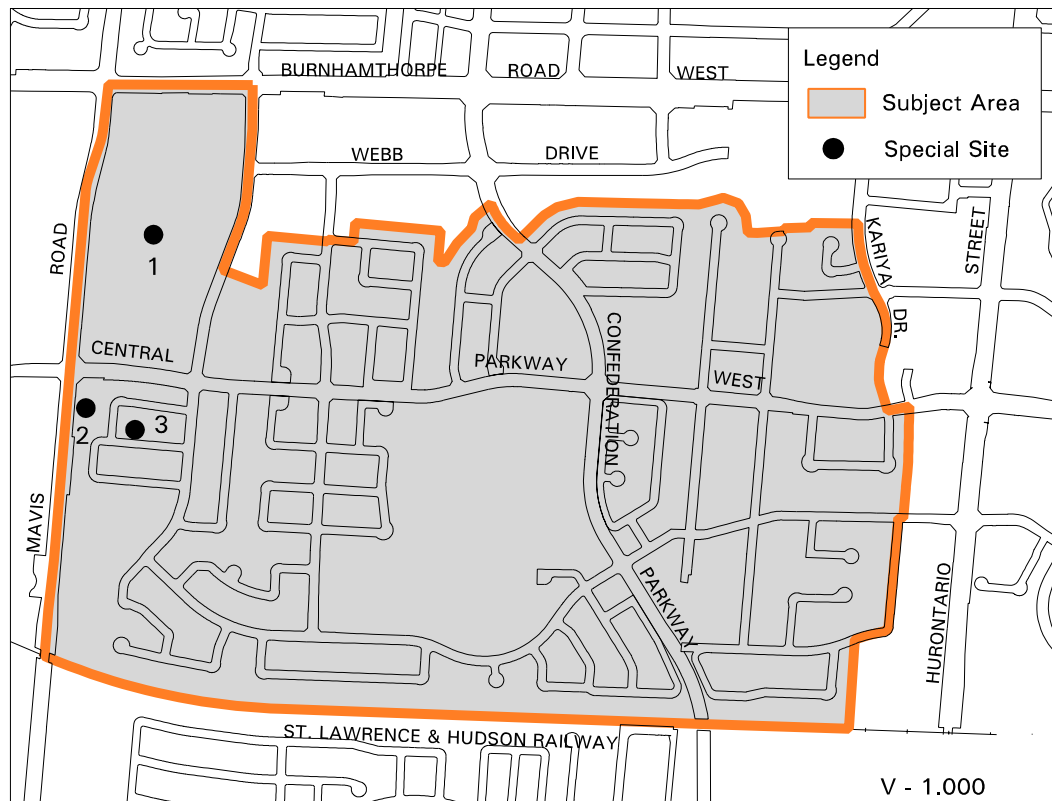 BURNHAMTHORPE ROAD WEST
Legend
Subject Area
Special Site
WEBB DRIVE
ROAD
KARIYA
DR.
STREET
1
CENTRAL PARKWAY WEST
CONFEDERATION
PARKWAY
2
3
MAVIS
HURONTARIO
ST. LAWRENCE & HUDSON RAILWAY
V - 1.000